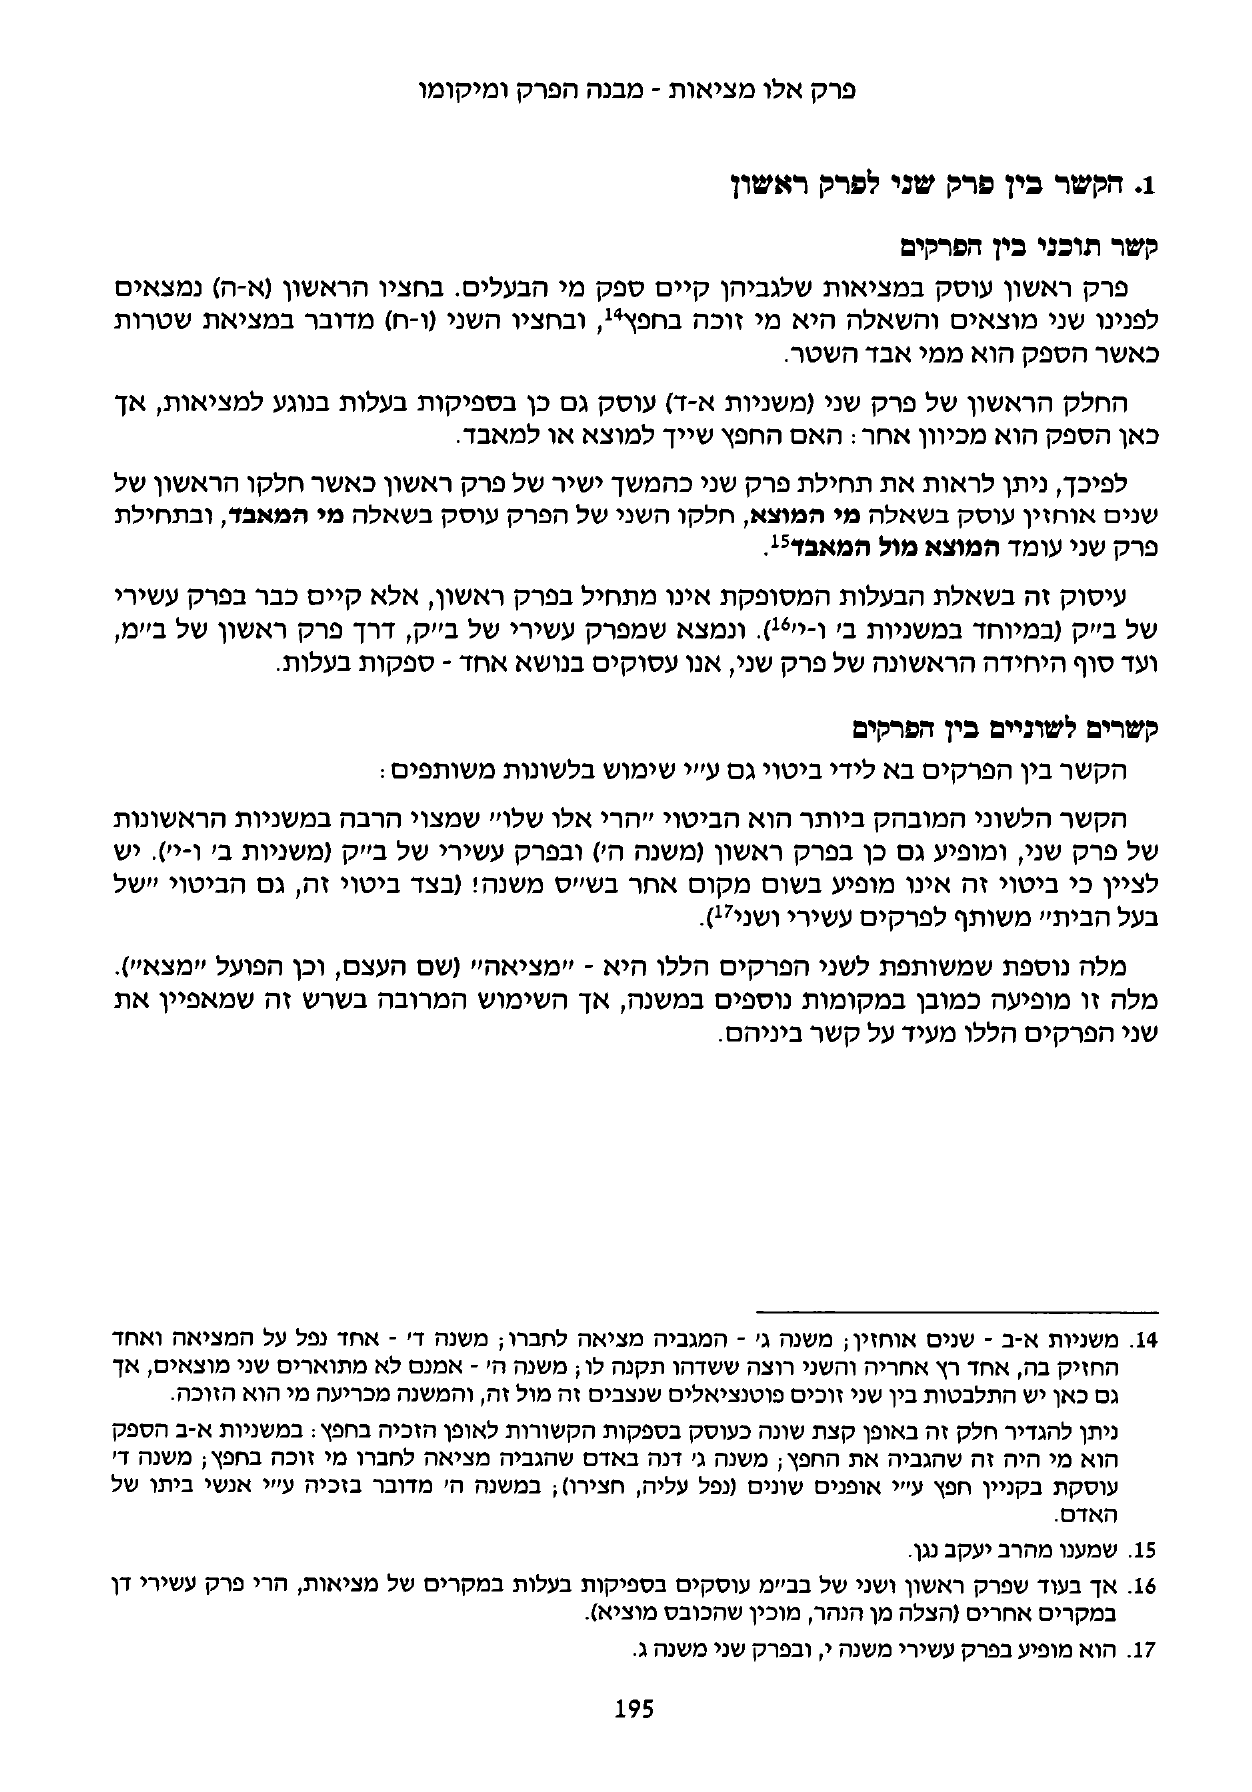 פרק אלו מציאות - מבנה הפרק ומיקומו
1. הקשר בין פרק שני לפרק ראשון
קשר תוכני בין הפרקים
פרק ראשון עוסק במציאות שלגביהן קיים ספק מי הבעלים. בחציו הראשון (א-ה) נמצאים
לפנינו שני מוצאים והשאלה היא מי זוכה בחפץ14, ובחציו השני (ו-ח) מדובר במציאת שטרות
כאשר הספק הוא ממי אבד השטר.
החלק הראשון של פרק שני (משניות א-ד) עוסק גם כן בספיקות בעלות בנוגע למציאות, אך
כאן הספק הוא מכיוון אחר: האם החפץ שייך למוצא או למאבד.
לפיכך, ניתן לראות את תחילת פרק שני כהמשך ישיר של פרק ראשון כאשר חלקו הראשון של
שנים אוחזין עוסק בשאלה מי המוצא, חלקו השני של הפרק עוסק בשאלה מי המאבד, ובתחילת
פרק שני עומד המוצא מול המאבד15.
עיסוק זה בשאלת הבעלות המסופקת אינו מתחיל בפרק ראשון, אלא קיים כבר בפרק עשירי
של ב"ק (במיוחד במשניות ב' ו-י'16). ונמצא שמפרק עשירי של ב"ק, דרך פרק ראשון של ב"מ,
ועד סוף היחידה הראשונה של פרק שני, אנו עסוקים בנושא אחד - ספקות בעלות.
קשרים לשוניים בין הפרקים
הקשר בין הפרקים בא לידי ביטוי גם ע"י שימוש בלשונות משותפים:
הקשר הלשוני המובהק ביותר הוא הביטוי "הרי אלו שלו" שמצוי הרבה במשניות הראשונות
של פרק שני, ומופיע גם כן בפרק ראשון (משנה ה') ובפרק עשירי של ב"ק (משניות ב' ו-י'). יש
לציין כי ביטוי זה אינו מופיע בשום מקום אחר בש"ס משנה! (בצד ביטוי זה, גם הביטוי "של
בעל הבית" משותף לפרקים עשירי ושני17).
מלה נוספת שמשותפת לשני הפרקים הללו היא - "מציאה" (שם העצם, וכן הפועל "מצא").
מלה זו מופיעה כמובן במקומות נוספים במשנה, אך השימוש המרובה בשרש זה שמאפיין את
שני הפרקים הללו מעיד על קשר ביניהם.
14. משניות א-ב - שנים אוחזין; משנה ג' - המגביה מציאה לחברו; משנה ד' - אחד נפל על המציאה ואחד
החזיק בה, אחד רץ אחריה והשני רוצה ששדהו תקנה לו; משנה ה' - אמנם לא מתוארים שני מוצאים, אך
גם כאן יש התלבטות בין שני זוכים פוטנציאלים שנצבים זה מול זה, והמשנה מכריעה מי הוא הזוכה.
ניתן להגדיר חלק זה באופן קצת שונה כעוסק בספקות הקשורות לאופן הזכיה בחפץ: במשניות א-ב הספק
הוא מי היה זה שהגביה את החפץ; משנה ג' דנה באדם שהגביה מציאה לחברו מי זוכה בחפץ; משנה ד'
עוסקת בקניין חפץ ע"י אופנים שונים (נפל עליה, חצירו); במשנה ה' מדובר בזכיה ע"י אנשי ביתו של
האדם.
15. שמענו מהרב יעקב נגן.
16. אך בעוד שפרק ראשון ושני של בב"מ עוסקים בספיקות בעלות במקרים של מציאות, הרי פרק עשירי דן
במקרים אחרים (הצלה מן הנהר, מוכין שהכובס מוציא).
17. הוא מופיע בפרק עשירי משנה י, ובפרק שני משנה ג.
195